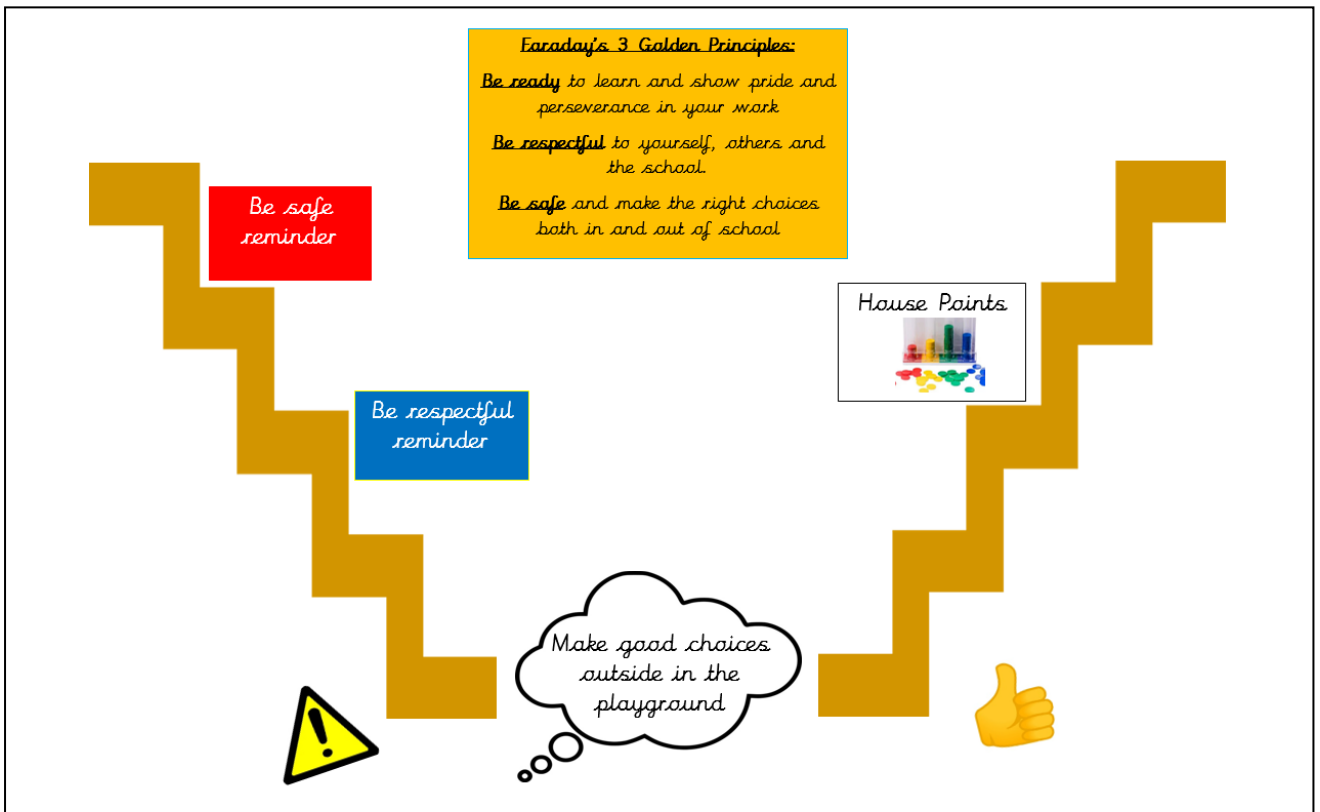 Faraday's 3 Golden Principles:
Be ready to learn and show pride and
perseverance in your work
Be respectful to yourself, others and
the school.
Be safe and make the right choices
both in and out of school
Be safe
reminder
House Points
Be respectful
reminder
Make good choices
outside in the
playground